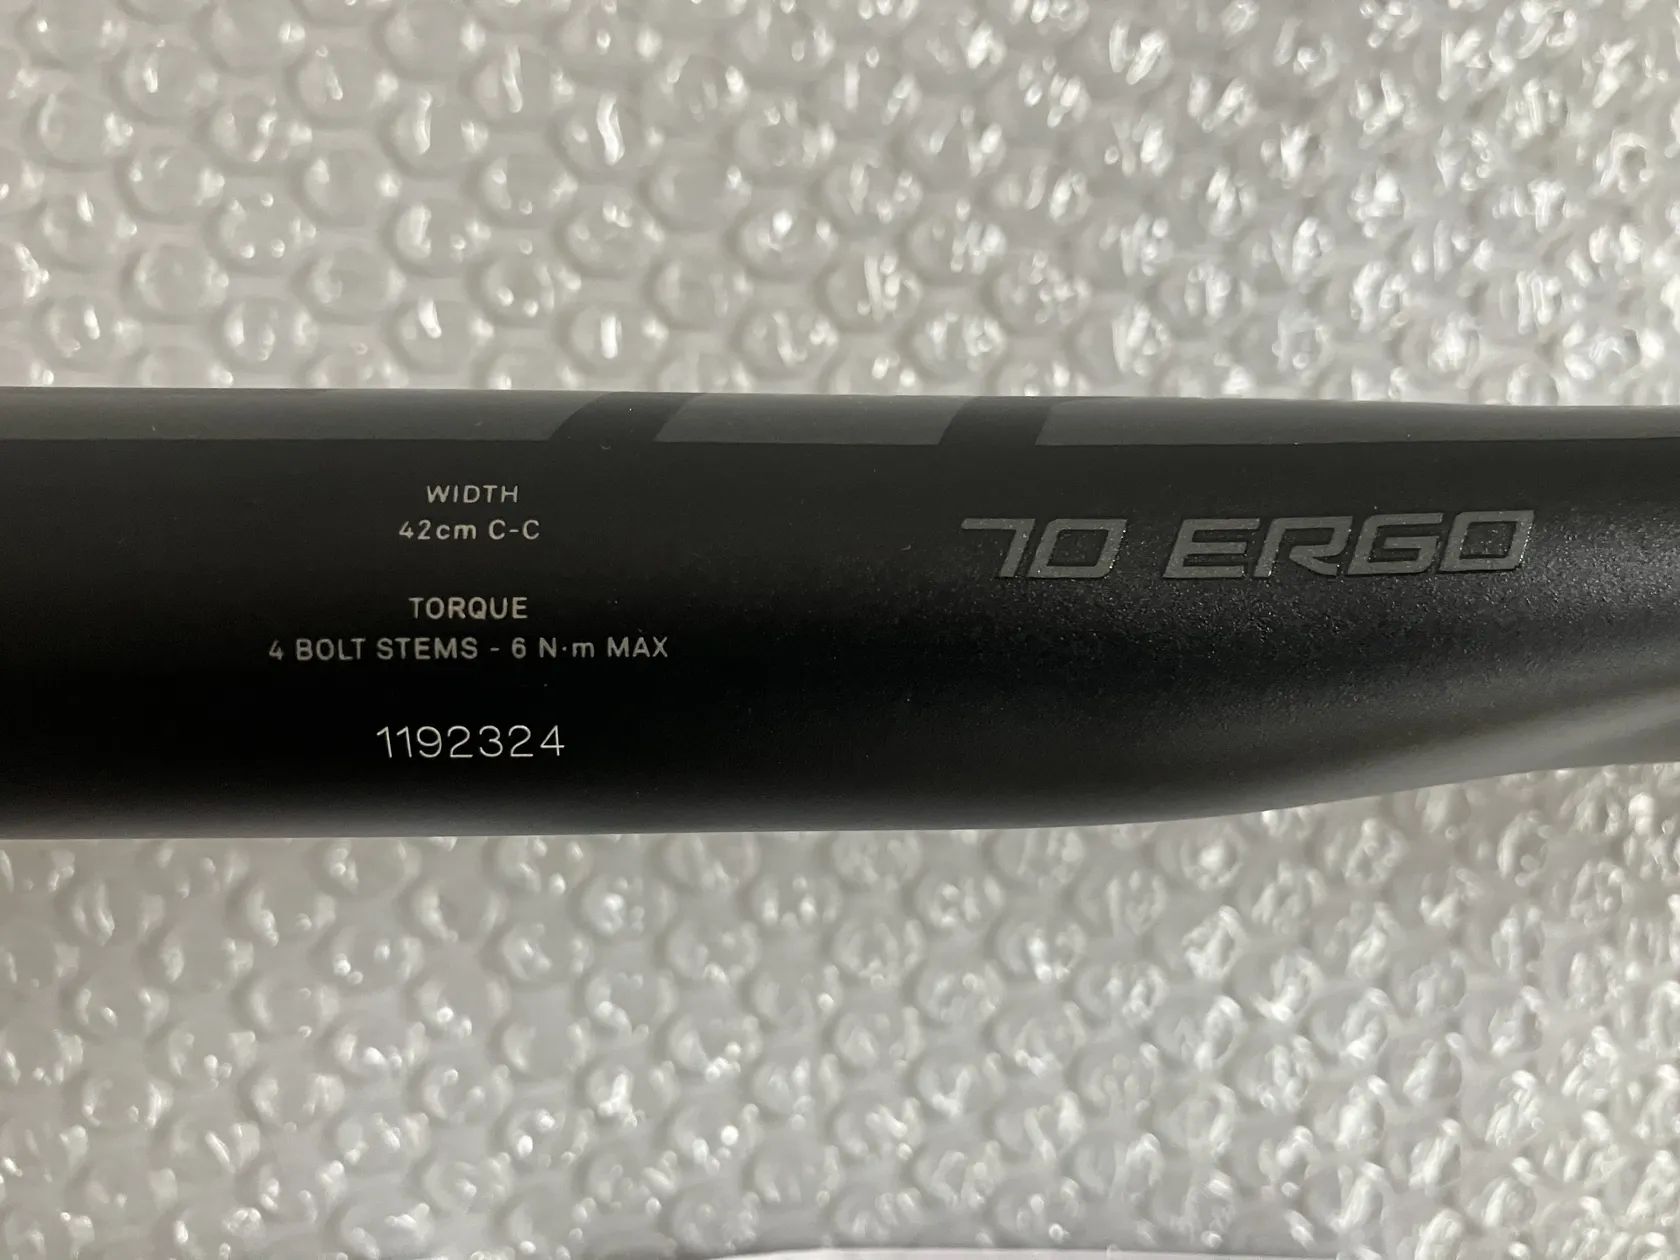 WIDTH
42cm C-C
TORQUE
4 BOLT STEMS - 6 N·m MAX
1192324
70 ERGO